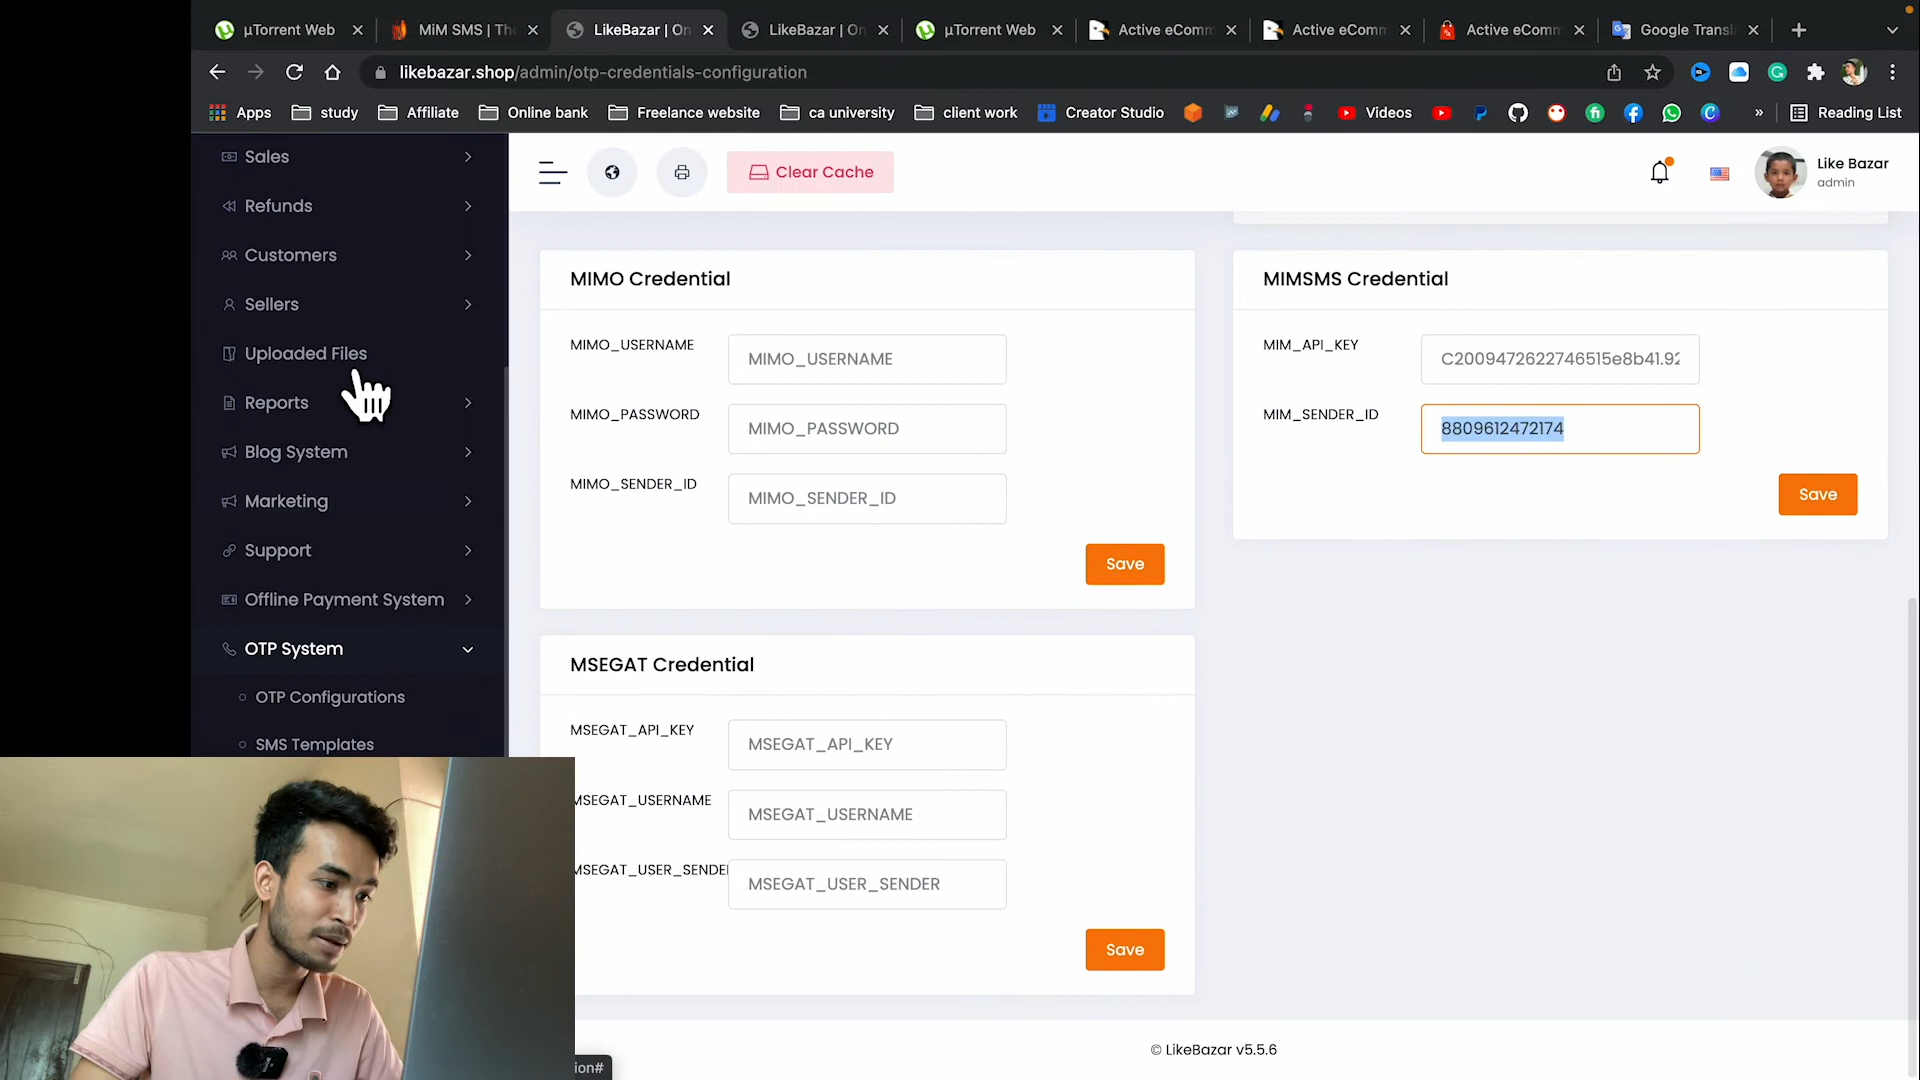 µTorrent Web
MiM SMS | The
LikeBazar | On
LikeBazar | On
µTorrent Web
Active eComm
Active eComm
Active eComm
Google Transl
likebazar.shop/admin/otp-credentials-configuration
Apps
study
Affiliate
Online bank
Freelance website
ca university
client work
Creator Studio
Videos
»
Reading List
Sales
Refunds
Customers
Sellers
Uploaded Files
Reports
Blog System
Marketing
Support
Offline Payment System
OTP System
OTP Configurations
SMS Templates
Clear Cache
Like Bazar
admin
MIMO Credential
MIMO_USERNAME
MIMO_USERNAME
MIMO_PASSWORD
MIMO_PASSWORD
MIMO_SENDER_ID
MIMO_SENDER_ID
Save
MIMSMS Credential
MIM_API_KEY
C2009472622746515e8b41.92
MIM_SENDER_ID
8809612472174
Save
MSEGAT Credential
MSEGAT_API_KEY
MSEGAT_API_KEY
MSEGAT_USERNAME
MSEGAT_USERNAME
MSEGAT_USER_SENDE
MSEGAT_USER_SENDER
Save
© LikeBazar v5.5.6
ion#